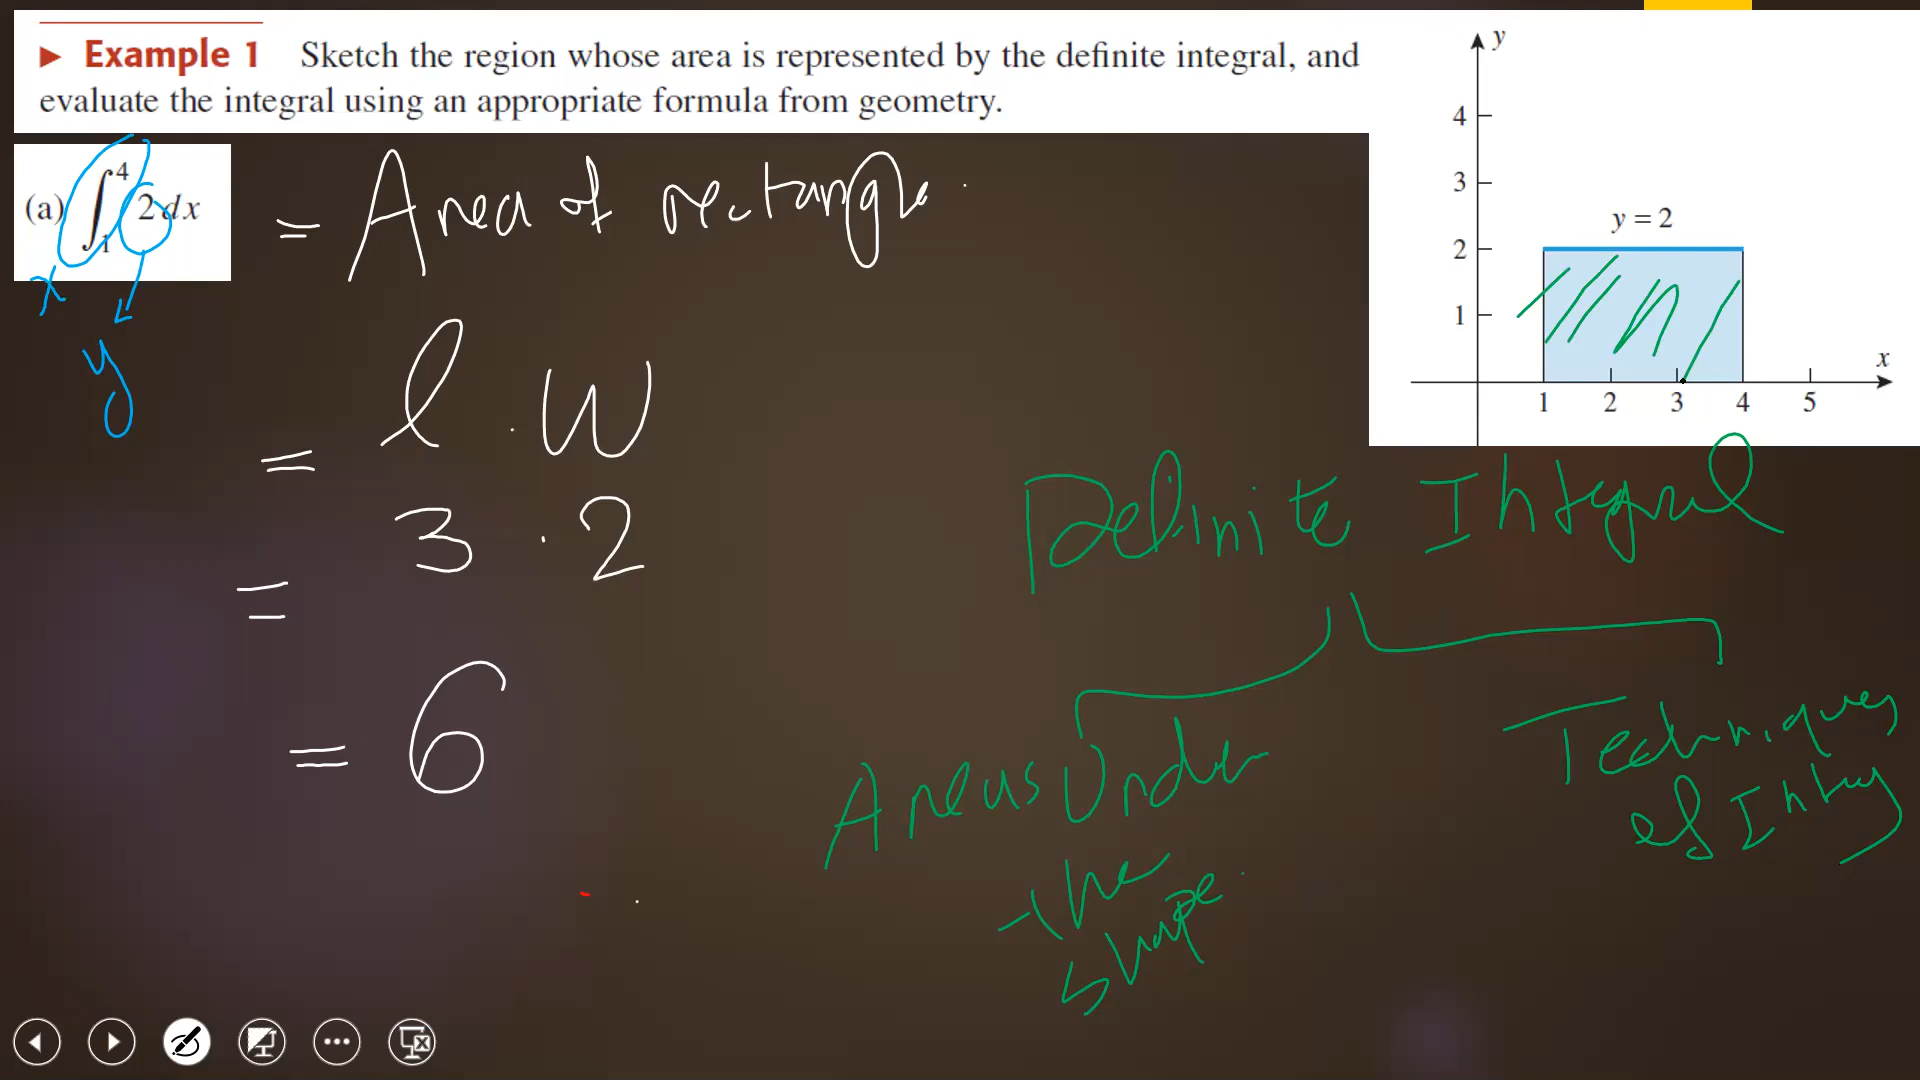 ► Example 1 Sketch the region whose area is represented by the definite integral, and
evaluate the integral using an appropriate formula from geometry.
(a) ∫₁⁴ 2 dx
= Area of rectangle
x
y
= l · w
= 3 · 2
= 6
y
4
3
2
1
y = 2
x
1 2 3 4 5
Definite Integral
Areas Under
the
shape
Techniques
of